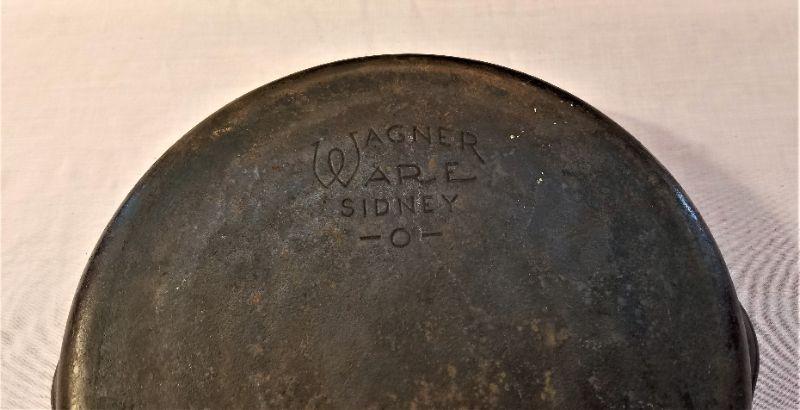 WAGNER
WARE
SIDNEY
-O-